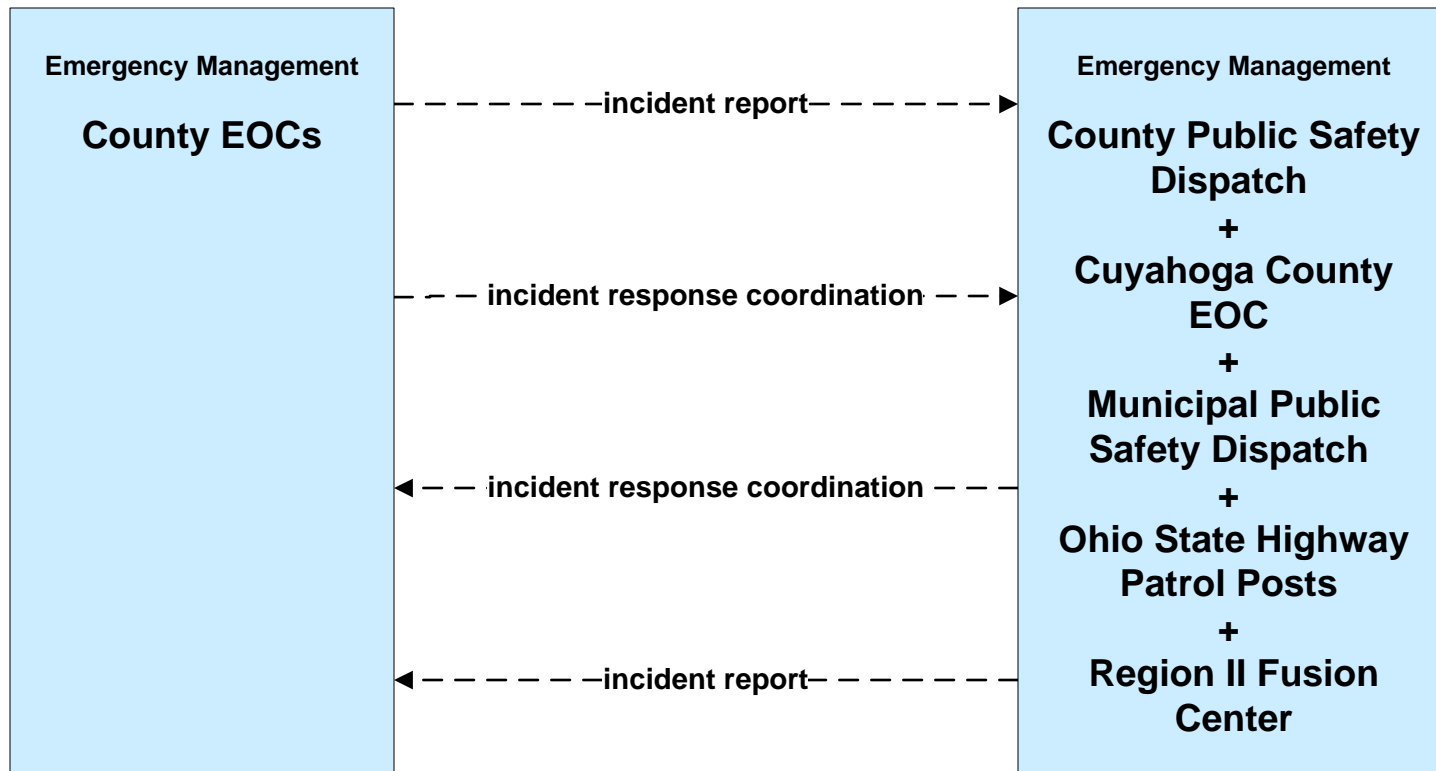 Emergency Management
County EOCs
incident report
incident response coordination
incident response coordination
incident report
Emergency Management
County Public Safety
Dispatch
+
Cuyahoga County
EOC
+
Municipal Public
Safety Dispatch
+
Ohio State Highway
Patrol Posts
+
Region II Fusion
Center